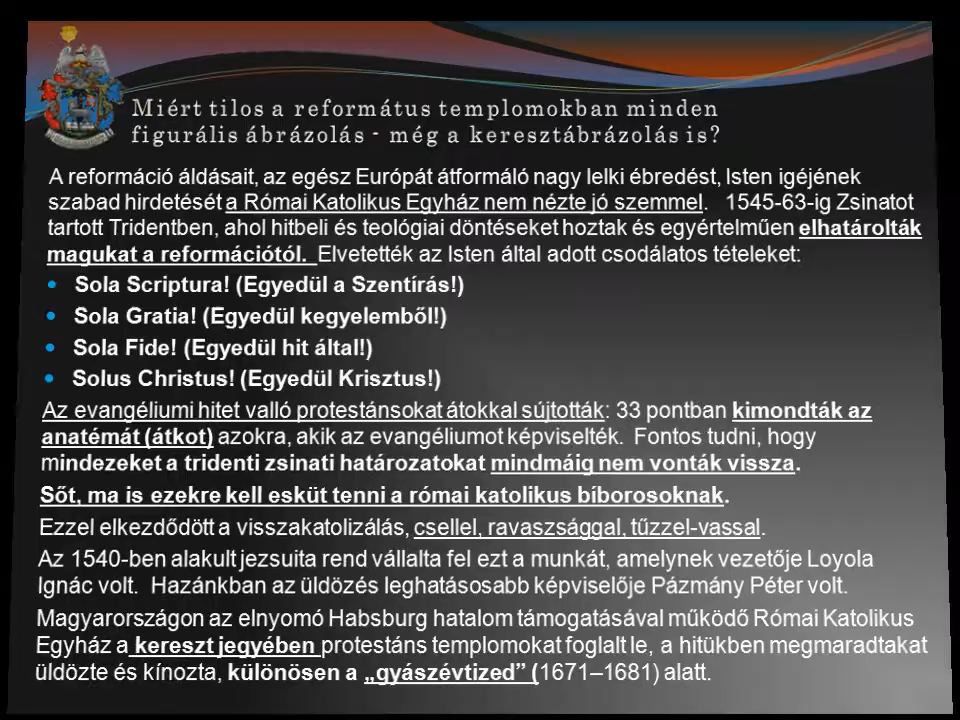 Miért tilos a református templomokban minden
figurális ábrázolás - még a keresztábrázolás is?
A reformáció áldásait, az egész Európát átformáló nagy lelki ébredést, Isten igéjének
szabad hirdetését a Római Katolikus Egyház nem nézte jó szemmel. 1545-63-ig Zsinatot
tartott Tridentben, ahol hitbeli és teológiai döntéseket hoztak és egyértelműen elhatárolták
magukat a reformációtól. Elvetették az Isten által adott csodálatos tételeket:
• Sola Scriptura! (Egyedül a Szentírás!)
• Sola Gratia! (Egyedül kegyelemből!)
• Sola Fide! (Egyedül hit által!)
• Solus Christus! (Egyedül Krisztus!)
Az evangéliumi hitet valló protestánsokat átokkal sújtották: 33 pontban kimondták az
anatémát (átkot) azokra, akik az evangéliumot képviselték. Fontos tudni, hogy
mindezeket a tridenti zsinati határozatokat mindmáig nem vonták vissza.
Sőt, ma is ezekre kell esküt tenni a római katolikus bíborosoknak.
Ezzel elkezdődött a visszakatolizálás, csellel, ravaszsággal, tűzzel-vassal.
Az 1540-ben alakult jezsuita rend vállalta fel ezt a munkát, amelynek vezetője Loyola
Ignác volt. Hazánkban az üldözés leghatásosabb képviselője Pázmány Péter volt.
Magyarországon az elnyomó Habsburg hatalom támogatásával működő Római Katolikus
Egyház a kereszt jegyében protestáns templomokat foglalt le, a hitükben megmaradtakat
üldözte és kínozta, különösen a „gyászévtized” (1671–1681) alatt.